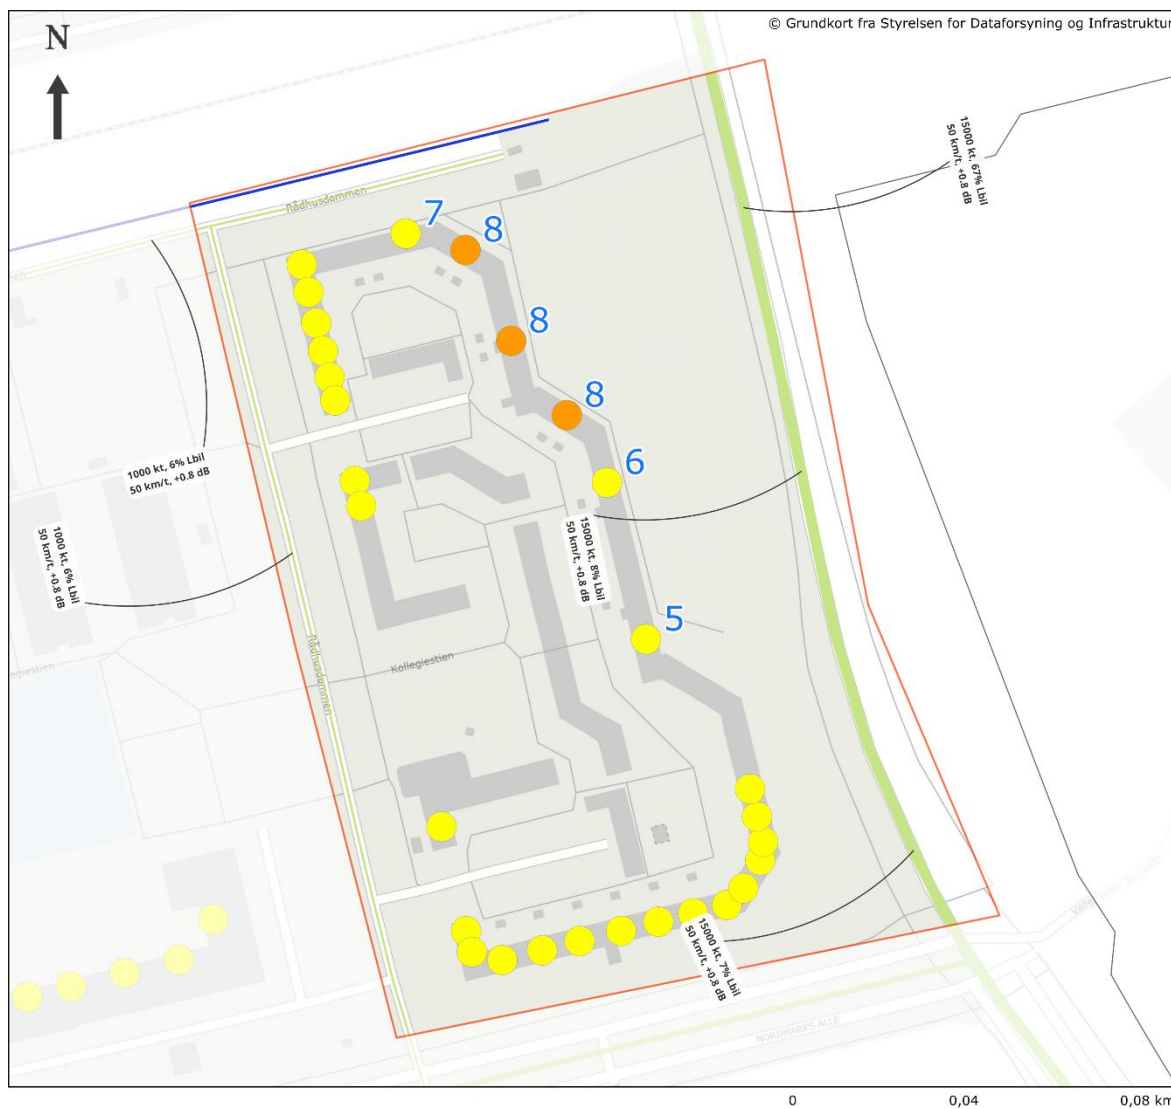 © Grundkort fra Styrelsen for Dataforsyning og Infrastruktur
N
15000 kt, 67% Lbil
50 km/t, +0.8 dB
Rådhusdammen
7
8
8
8
1000 kt, 6% Lbil
50 km/t, +0.8 dB
6
1000 kt, 6% Lbil
50 km/t, +0.8 dB
15000 kt, 8% Lbil
50 km/t, +0.8 dB
5
Rådhusdammen
Kollegiestien
15000 kt, 7% Lbil
50 km/t, +0.8 dB
NORDMARKS ALLE
0
0,04
0,08 km